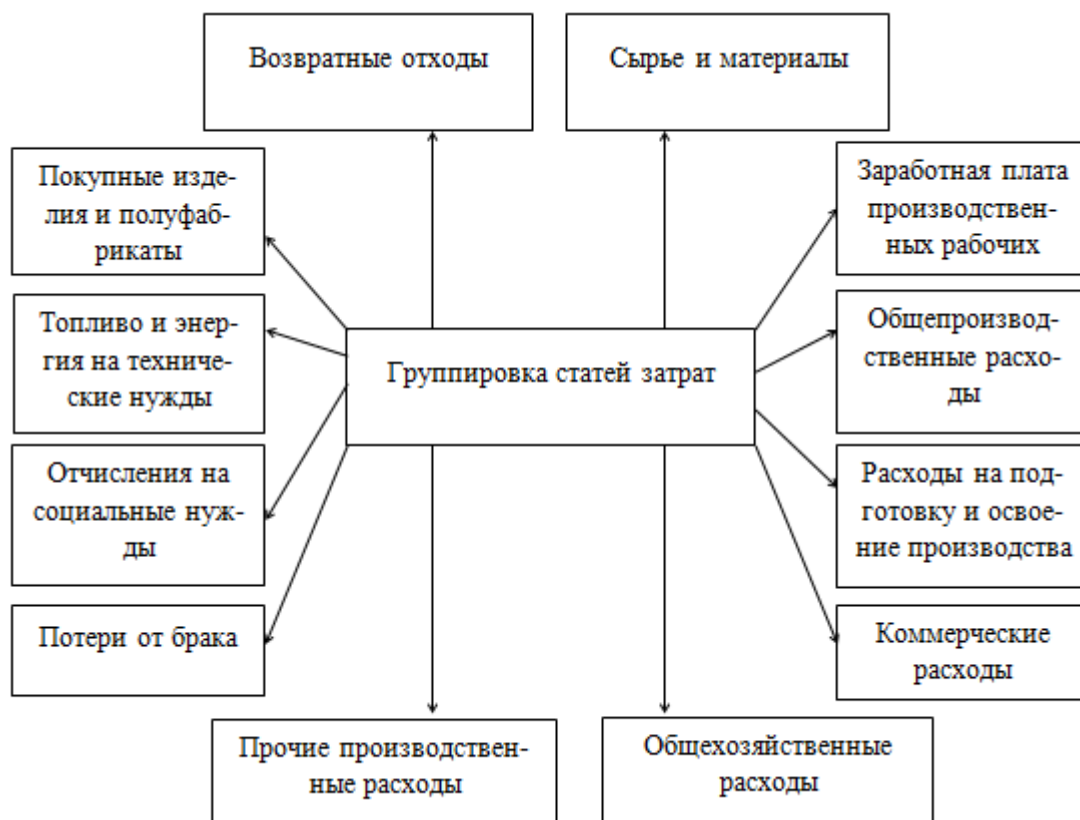 Возвратные отходы
Сырье и материалы
Покупные изде-
лия и полуфаб-
рикаты
Заработная плата
производствен-
ных рабочих
Топливо и энер-
гия на техниче-
ские нужды
Группировка статей затрат
Общепроизвод-
ственные расхо-
ды
Отчисления на
социальные нуж-
ды
Расходы на под-
готовку и освое-
ние производства
Потери от брака
Коммерческие
расходы
Прочие производствен-
ные расходы
Общехозяйственные
расходы